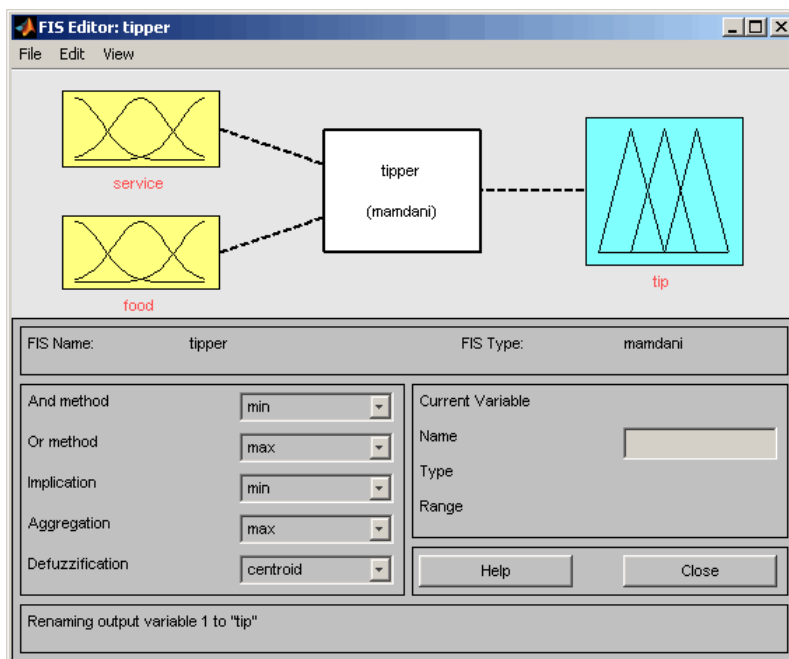 FIS Editor: tipper
File Edit View
service
food
tipper
(mamdani)
tip
FIS Name: tipper FIS Type: mamdani
And method min
Or method max
Implication min
Aggregation max
Defuzzification centroid
Current Variable
Name
Type
Range
Help Close
Renaming output variable 1 to "tip"